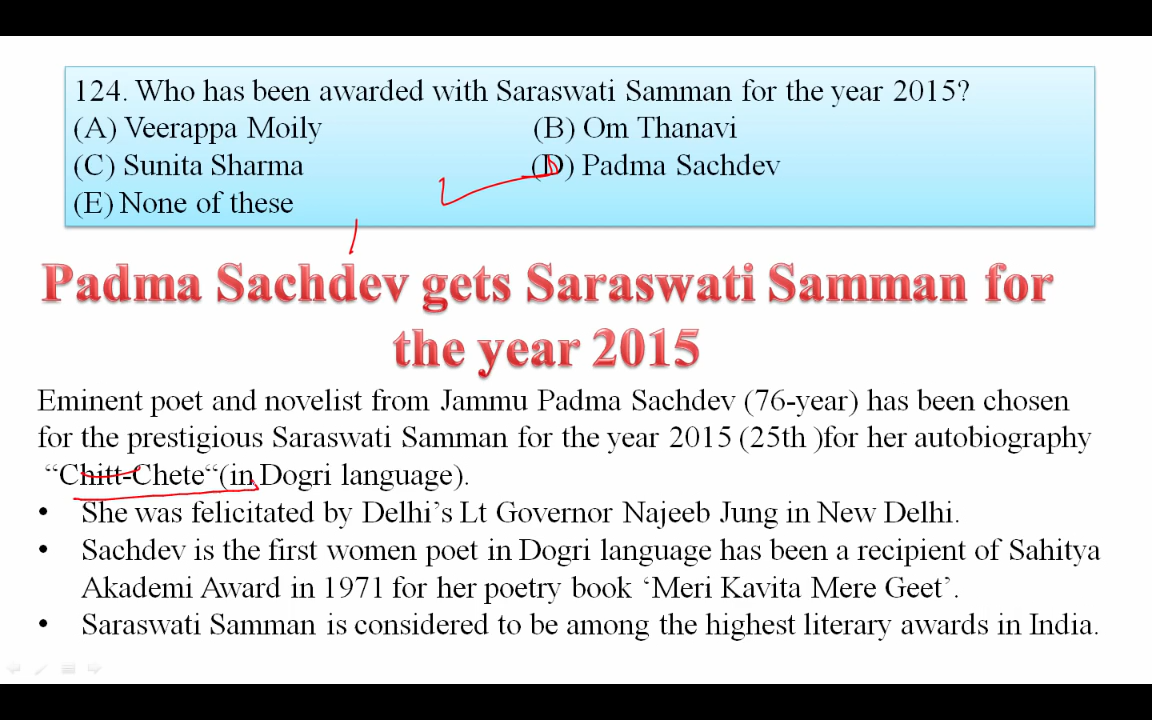 124. Who has been awarded with Saraswati Samman for the year 2015?
(A) Veerappa Moily (B) Om Thanavi
(C) Sunita Sharma (D) Padma Sachdev
(E) None of these
Padma Sachdev gets Saraswati Samman for
the year 2015
Eminent poet and novelist from Jammu Padma Sachdev (76-year) has been chosen
for the prestigious Saraswati Samman for the year 2015 (25th )for her autobiography
“Chitt-Chete“(in Dogri language).
• She was felicitated by Delhi’s Lt Governor Najeeb Jung in New Delhi.
• Sachdev is the first women poet in Dogri language has been a recipient of Sahitya
Akademi Award in 1971 for her poetry book ‘Meri Kavita Mere Geet’.
• Saraswati Samman is considered to be among the highest literary awards in India.